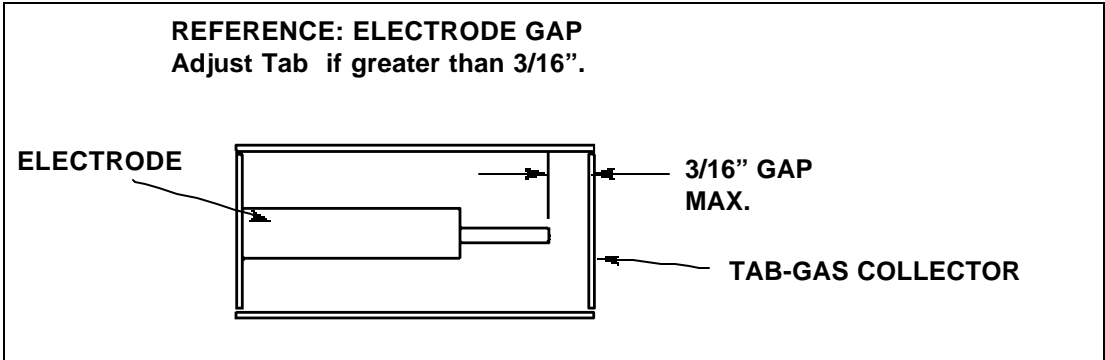 REFERENCE: ELECTRODE GAP
Adjust Tab if greater than 3/16”.
ELECTRODE
3/16” GAP
MAX.
TAB-GAS COLLECTOR